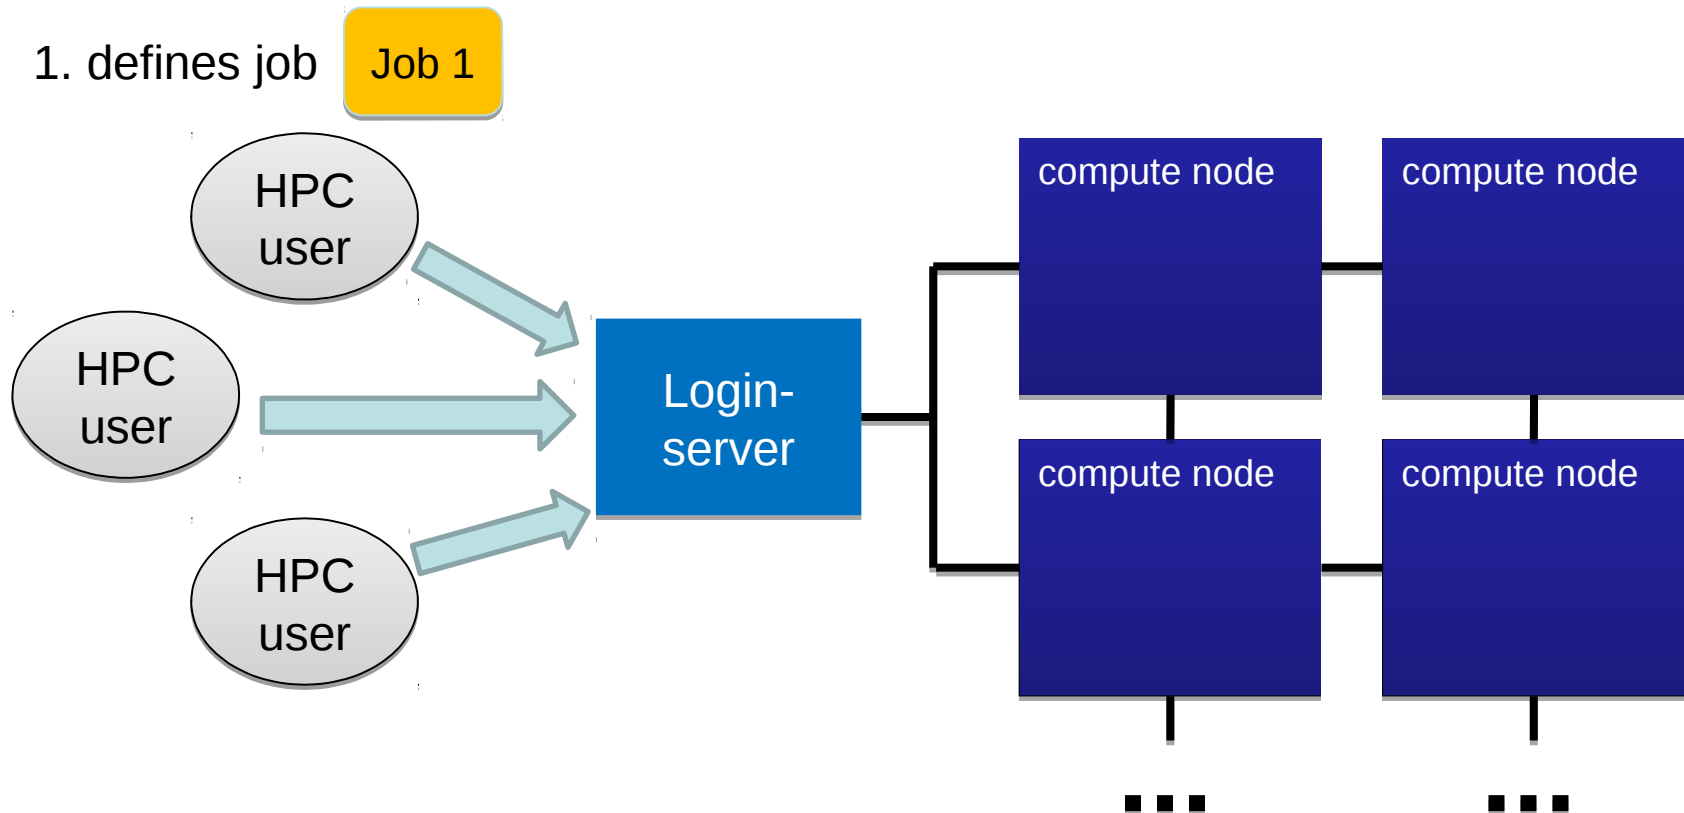 1. defines job
Job 1
HPC
user
HPC
user
HPC
user
Login-
server
compute node
compute node
compute node
compute node
...
...